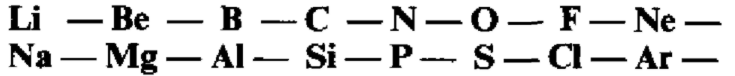 Li — Be — B — C — N — O — F — Ne —
Na — Mg — Al — Si — P — S — Cl — Ar —